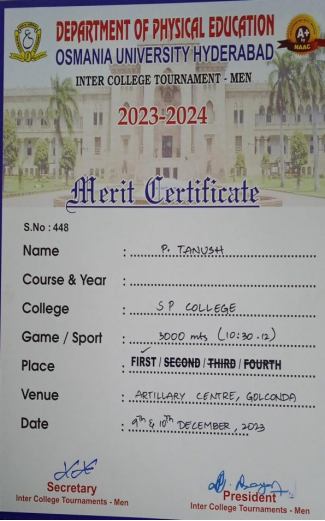 DEPARTMENT OF PHYSICAL EDUCATION
OSMANIA UNIVERSITY HYDERABAD
INTER COLLEGE TOURNAMENT - MEN
2023-2024
A+
NAAC
Merit Certificate
S.No : 448
Name : P. TANUSH
Course & Year :
College : S P COLLEGE
Game / Sport : 3000 mts (10:30.12)
Place : FIRST / SECOND / THIRD / FOURTH
Venue : ARTILLARY CENTRE, GOLCONDA
Date : 9th & 10th DECEMBER, 2023
Secretary
Inter College Tournaments - Men
President
Inter College Tournaments - Men